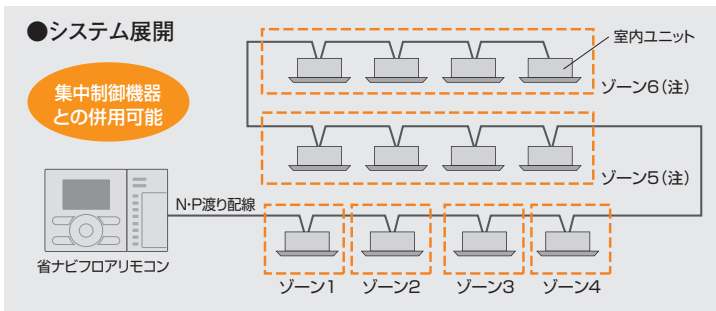 ●システム展開
集中制御機器
との併用可能
室内ユニット
ゾーン6(注)
ゾーン5(注)
N・P渡り配線
省ナビフロアリモコン
ゾーン1
ゾーン2
ゾーン3
ゾーン4